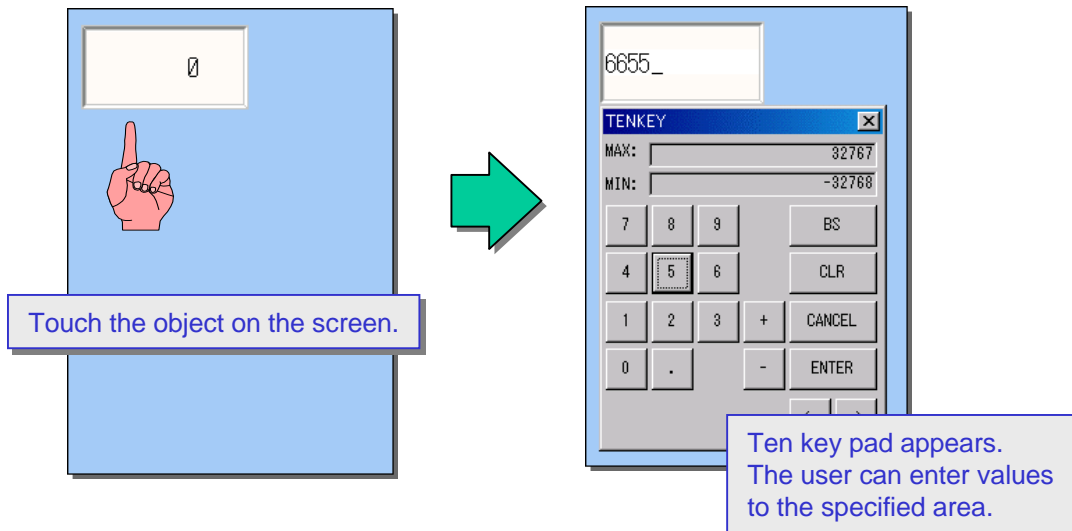 0
Touch the object on the screen.
6655_
TENKEY
MAX: 32767
MIN: -32768
7 8 9 BS
4 5 6 CLR
1 2 3 + CANCEL
0 . - ENTER
Ten key pad appears.
The user can enter values
to the specified area.